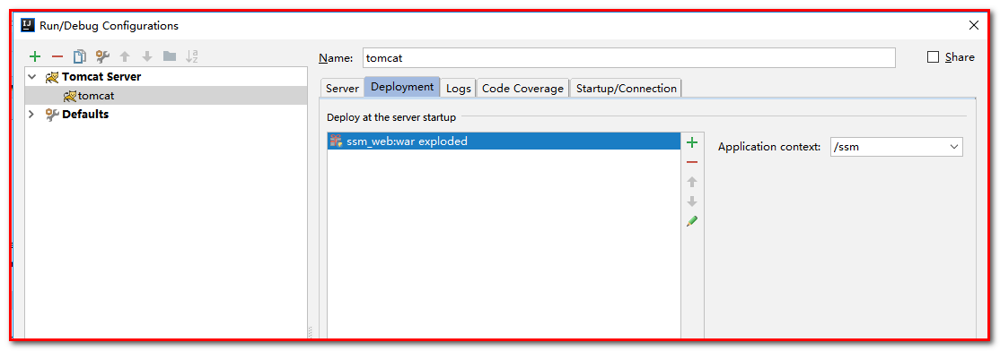 Run/Debug Configurations
Name: tomcat
Share
Tomcat Server
tomcat
Defaults
Server
Deployment
Logs
Code Coverage
Startup/Connection
Deploy at the server startup
ssm_web:war exploded
Application context: /ssm